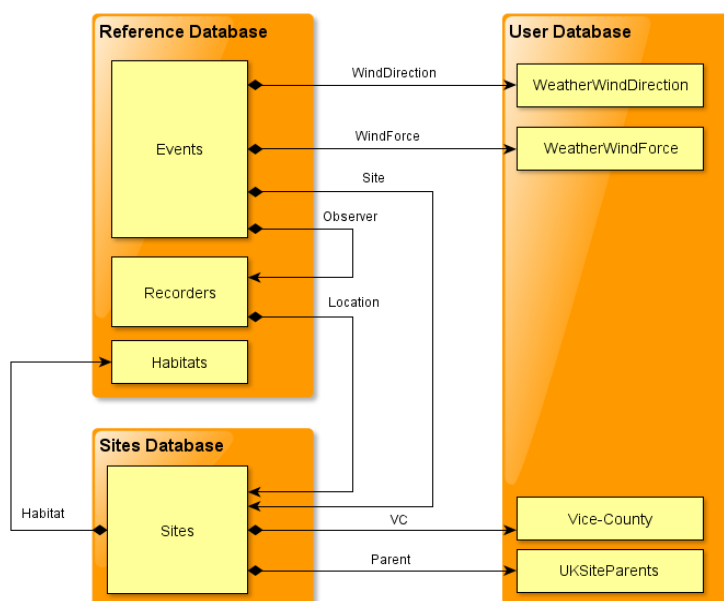 Reference Database
User Database
WindDirection
WeatherWindDirection
Events
WindForce
WeatherWindForce
Site
Observer
Recorders
Location
Habitats
Sites Database
Habitat
Sites
VC
Vice-County
Parent
UKSiteParents